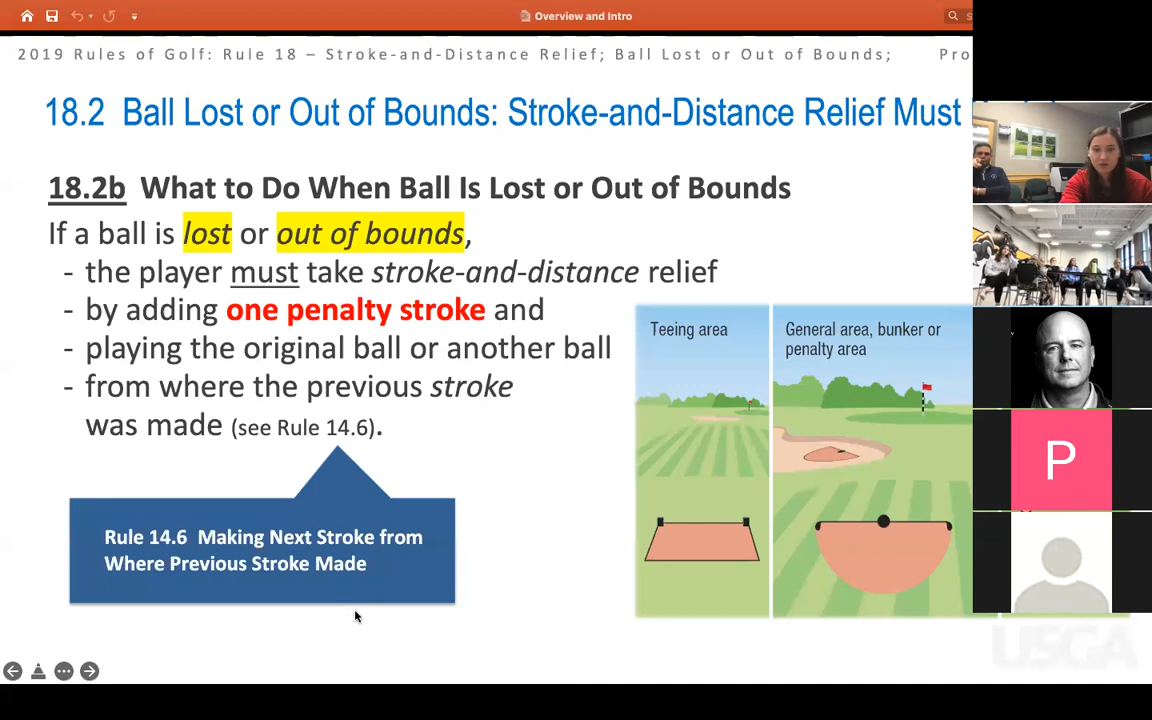 Overview and Intro
2019 Rules of Golf: Rule 18 – Stroke-and-Distance Relief; Ball Lost or Out of Bounds;
18.2 Ball Lost or Out of Bounds: Stroke-and-Distance Relief Must
18.2b What to Do When Ball Is Lost or Out of Bounds
If a ball is lost or out of bounds,
- the player must take stroke-and-distance relief
- by adding one penalty stroke and
- playing the original ball or another ball
- from where the previous stroke
was made (see Rule 14.6).
Teeing area
General area, bunker or
penalty area
Rule 14.6 Making Next Stroke from
Where Previous Stroke Made
P
USGA